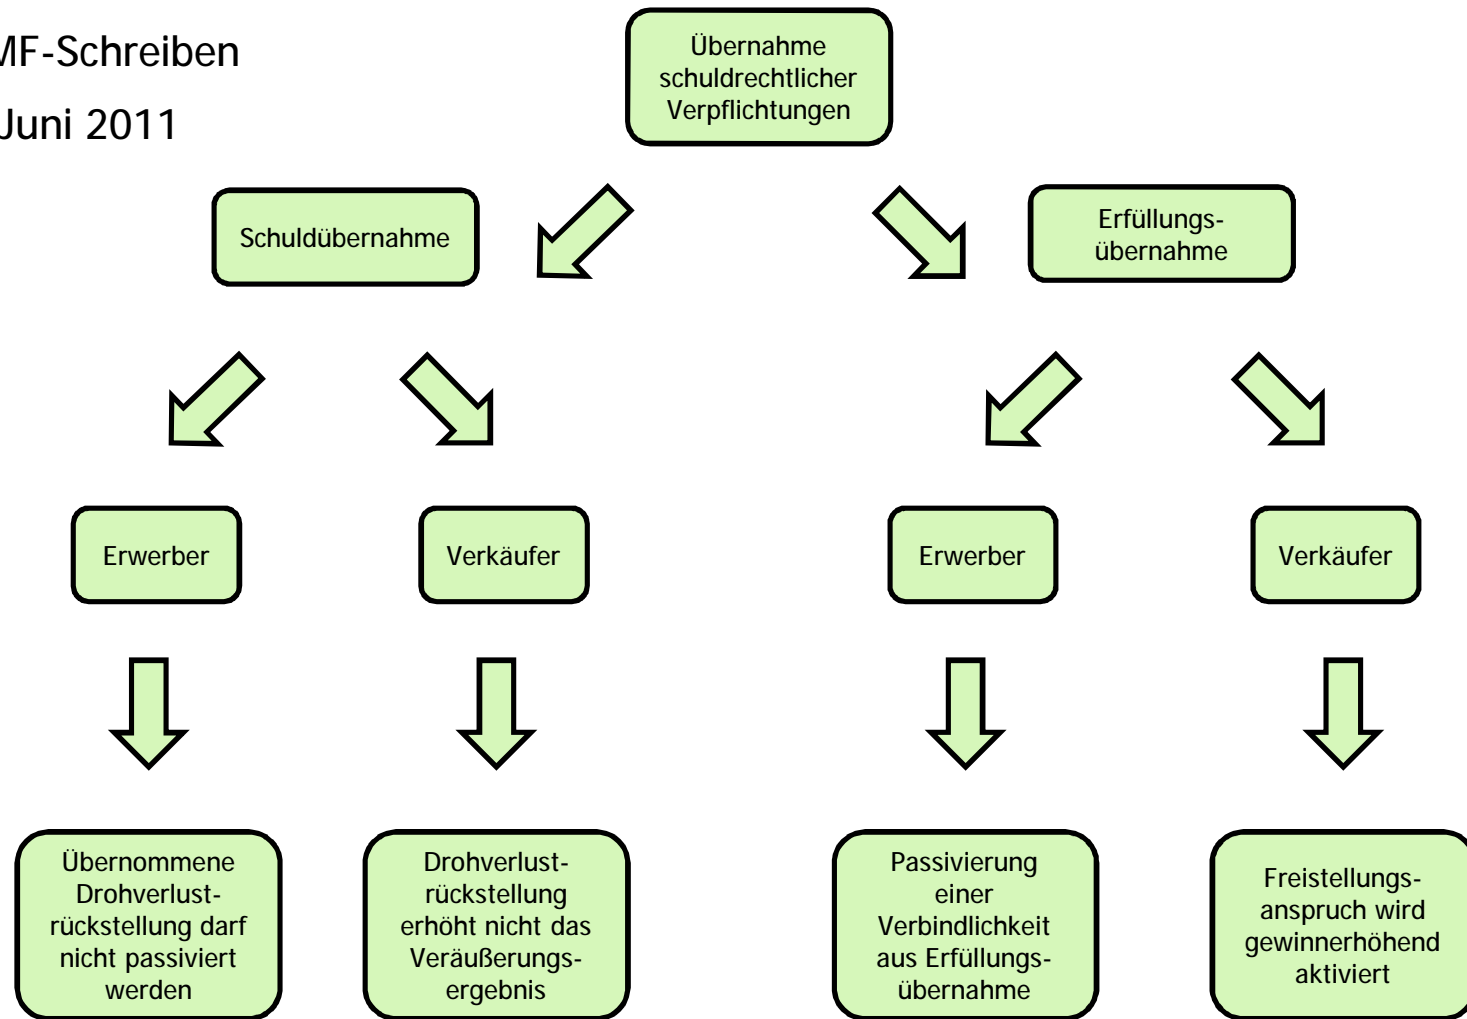 MF-Schreiben
Juni 2011
Übernahme
schuldrechtlicher
Verpflichtungen
Schuldübernahme
Erfüllungs-
übernahme
Erwerber
Verkäufer
Erwerber
Verkäufer
Übernommene
Drohverlust-
rückstellung darf
nicht passiviert
werden
Drohverlust-
rückstellung
erhöht nicht das
Veräußerungs-
ergebnis
Passivierung
einer
Verbindlichkeit
aus Erfüllungs-
übernahme
Freistellungs-
anspruch wird
gewinnerhöhend
aktiviert